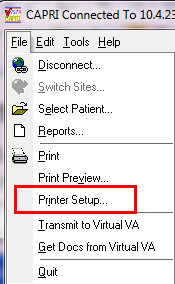 CAPRI Connected To 10.4.23
File Edit Tools Help
Disconnect...
Switch Sites...
Select Patient...
Reports...
Print
Print Preview...
Printer Setup...
Transmit to Virtual VA
Get Docs from Virtual VA
Quit